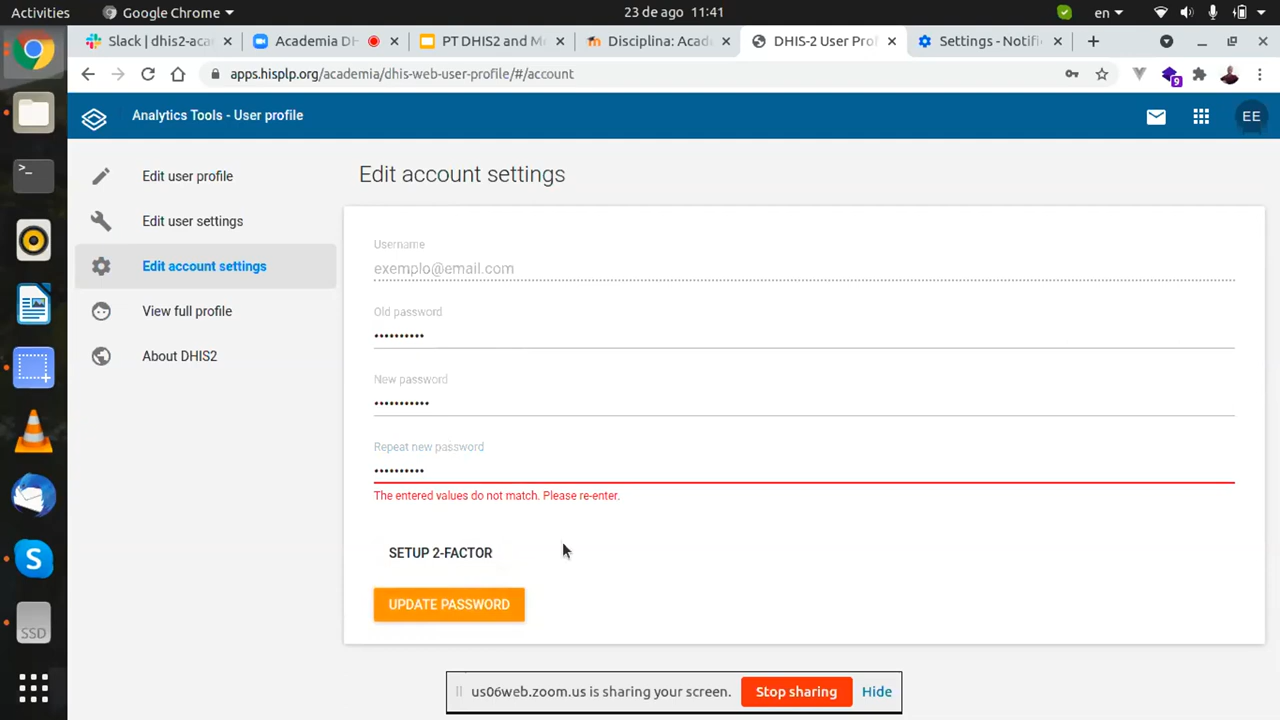 Activities Google Chrome 23 de ago 11:41 en
Slack | dhis2-aca Academia DH PT DHIS2 and Mo Disciplina: Acad DHIS-2 User Prof Settings - Notifi
apps.hisplp.org/academia/dhis-web-user-profile/#/account 9
Analytics Tools - User profile EE
Edit user profile
Edit user settings
Edit account settings
View full profile
About DHIS2
Edit account settings
Username
exemplo@email.com
Old password
••••••••••
New password
•••••••••••
Repeat new password
••••••••••
The entered values do not match. Please re-enter.
SETUP 2-FACTOR
UPDATE PASSWORD
SSD
us06web.zoom.us is sharing your screen. Stop sharing Hide